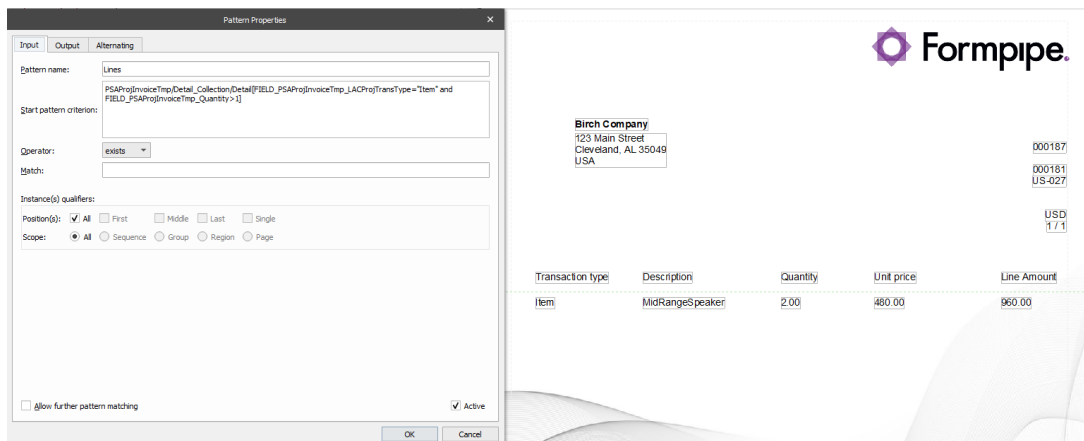 Pattern Properties
Input Output Alternating
Pattern name: Lines
Start pattern criterion: PSAProjInvoiceTmp/Detail_Collection/Detail[FIELD_PSAProjInvoiceTmp_LACProjTransType="Item" and
FIELD_PSAProjInvoiceTmp_Quantity>1]
Operator: exists
Match:
Instance(s) qualifiers:
Position(s): All First Middle Last Single
Scope: All Sequence Group Region Page
Allow further pattern matching Active
OK Cancel
Formpipe.
Birch Company
123 Main Street
Cleveland, AL 35049
USA
000187
000181
US-027
USD
1 / 1
Transaction type Description Quantity Unit price Line Amount
Item MidRangeSpeaker 2.00 480.00 960.00